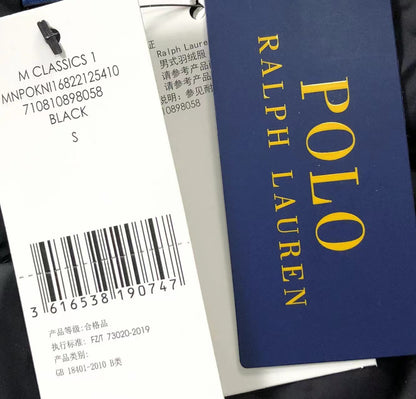 M CLASSICS 1
MNPOKNI16822125410
710810898058
BLACK
S
3 616538 190747
产品等级:合格品
执行标准: FZ/T 73020-2019
产品类别:
GB 18401-2010 B类
证
Ralph Laure
男式羽绒服
请参考产品
请参考产品
说明: 参见耐
10898058
POLO
RALPH LAUREN